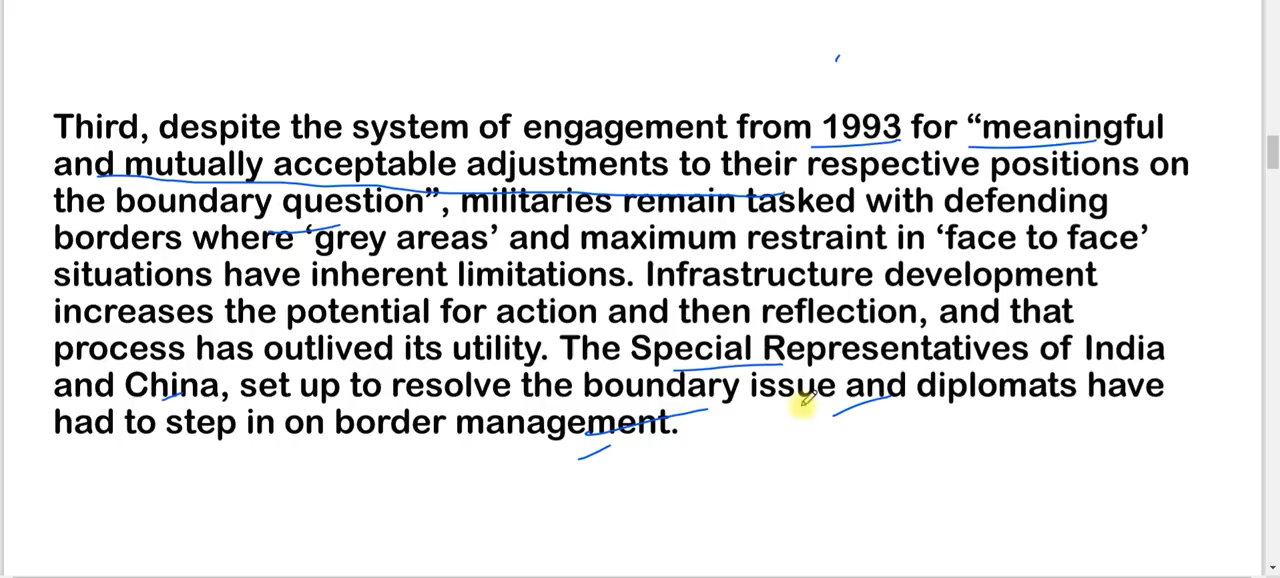 Third, despite the system of engagement from 1993 for “meaningful
and mutually acceptable adjustments to their respective positions on
the boundary question”, militaries remain tasked with defending
borders where ‘grey areas’ and maximum restraint in ‘face to face’
situations have inherent limitations. Infrastructure development
increases the potential for action and then reflection, and that
process has outlived its utility. The Special Representatives of India
and China, set up to resolve the boundary issue and diplomats have
had to step in on border management.